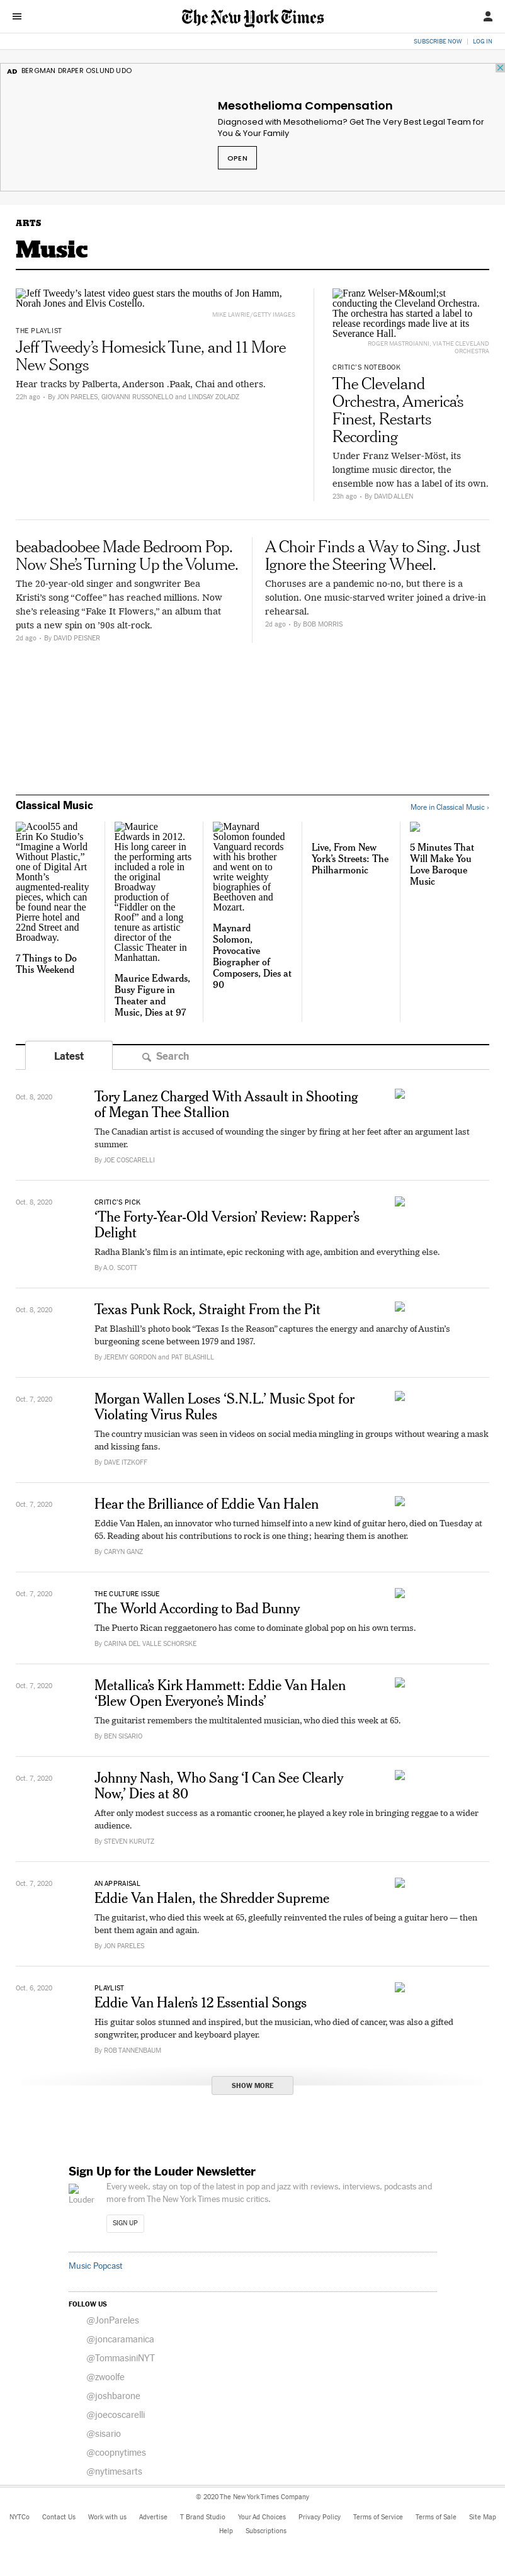 The New York Times
SUBSCRIBE NOW | LOG IN
AD BERGMAN DRAPER OSLUND UDO
Mesothelioma Compensation
Diagnosed with Mesothelioma? Get The Very Best Legal Team for
You & Your Family
OPEN
ARTS
Music
Jeff Tweedy's latest video guest stars the mouths of Jon Hamm,
Norah Jones and Elvis Costello.
MIKE LAWRIE/GETTY IMAGES
THE PLAYLIST
Jeff Tweedy's Homesick Tune, and 11 More
New Songs
Hear tracks by Palberta, Anderson .Paak, Chai and others.
22h ago • By JON PARELES, GIOVANNI RUSSONELLO and LINDSAY ZOLADZ
Franz Welser-M&ouml;st
conducting the Cleveland Orchestra.
The orchestra has started a label to
release recordings made live at its
Severance Hall.
ROGER MASTROIANNI, VIA THE CLEVELAND
ORCHESTRA
CRITIC'S NOTEBOOK
The Cleveland
Orchestra, America's
Finest, Restarts
Recording
Under Franz Welser-Möst, its
longtime music director, the
ensemble now has a label of its own.
23h ago • By DAVID ALLEN
beabadoobee Made Bedroom Pop.
Now She's Turning Up the Volume.
The 20-year-old singer and songwriter Bea
Kristi's song “Coffee” has reached millions. Now
she's releasing “Fake It Flowers,” an album that
puts a new spin on '90s alt-rock.
2d ago • By DAVID PEISNER
A Choir Finds a Way to Sing. Just
Ignore the Steering Wheel.
Choruses are a pandemic no-no, but there is a
solution. One music-starved writer joined a drive-in
rehearsal.
2d ago • By BOB MORRIS
Classical Music
More in Classical Music ›
Acool55 and
Erin Ko Studio's
“Imagine a World
Without Plastic,”
one of Digital Art
Month's
augmented-reality
pieces, which can
be found near the
Pierre hotel and
22nd Street and
Broadway.
7 Things to Do
This Weekend
Maurice
Edwards in 2012.
His long career in
the performing arts
included a role in
the original
Broadway
production of
“Fiddler on the
Roof” and a long
tenure as artistic
director of the
Classic Theater in
Manhattan.
Maurice Edwards,
Busy Figure in
Theater and
Music, Dies at 97
Maynard
Solomon founded
Vanguard records
with his brother
and went on to
write weighty
biographies of
Beethoven and
Mozart.
Maynard
Solomon,
Provocative
Biographer of
Composers, Dies at
90
Live, From New
York's Streets: The
Philharmonic
5 Minutes That
Will Make You
Love Baroque
Music
Latest
Search
Oct. 8, 2020
Tory Lanez Charged With Assault in Shooting
of Megan Thee Stallion
The Canadian artist is accused of wounding the singer by firing at her feet after an argument last
summer.
By JOE COSCARELLI
Oct. 8, 2020
CRITIC'S PICK
‘The Forty-Year-Old Version’ Review: Rapper's
Delight
Radha Blank's film is an intimate, epic reckoning with age, ambition and everything else.
By A.O. SCOTT
Oct. 8, 2020
Texas Punk Rock, Straight From the Pit
Pat Blashill's photo book “Texas Is the Reason” captures the energy and anarchy of Austin's
burgeoning scene between 1979 and 1987.
By JEREMY GORDON and PAT BLASHILL
Oct. 7, 2020
Morgan Wallen Loses ‘S.N.L.’ Music Spot for
Violating Virus Rules
The country musician was seen in videos on social media mingling in groups without wearing a mask
and kissing fans.
By DAVE ITZKOFF
Oct. 7, 2020
Hear the Brilliance of Eddie Van Halen
Eddie Van Halen, an innovator who turned himself into a new kind of guitar hero, died on Tuesday at
65. Reading about his contributions to rock is one thing; hearing them is another.
By CARYN GANZ
Oct. 7, 2020
THE CULTURE ISSUE
The World According to Bad Bunny
The Puerto Rican reggaetonero has come to dominate global pop on his own terms.
By CARINA DEL VALLE SCHORSKE
Oct. 7, 2020
Metallica's Kirk Hammett: Eddie Van Halen
‘Blew Open Everyone's Minds’
The guitarist remembers the multitalented musician, who died this week at 65.
By BEN SISARIO
Oct. 7, 2020
Johnny Nash, Who Sang ‘I Can See Clearly
Now,’ Dies at 80
After only modest success as a romantic crooner, he played a key role in bringing reggae to a wider
audience.
By STEVEN KURUTZ
Oct. 7, 2020
AN APPRAISAL
Eddie Van Halen, the Shredder Supreme
The guitarist, who died this week at 65, gleefully reinvented the rules of being a guitar hero — then
bent them again and again.
By JON PARELES
Oct. 6, 2020
PLAYLIST
Eddie Van Halen's 12 Essential Songs
His guitar solos stunned and inspired, but the musician, who died of cancer, was also a gifted
songwriter, producer and keyboard player.
By ROB TANNENBAUM
SHOW MORE
Sign Up for the Louder Newsletter
Louder
Every week, stay on top of the latest in pop and jazz with reviews, interviews, podcasts and
more from The New York Times music critics.
SIGN UP
Music Popcast
FOLLOW US
@JonPareles
@joncaramanica
@TommasiniNYT
@zwoolfe
@joshbarone
@joecoscarelli
@sisario
@coopnytimes
@nytimesarts
© 2020 The New York Times Company
NYTCo Contact Us Work with us Advertise T Brand Studio Your Ad Choices Privacy Policy Terms of Service Terms of Sale Site Map
Help Subscriptions